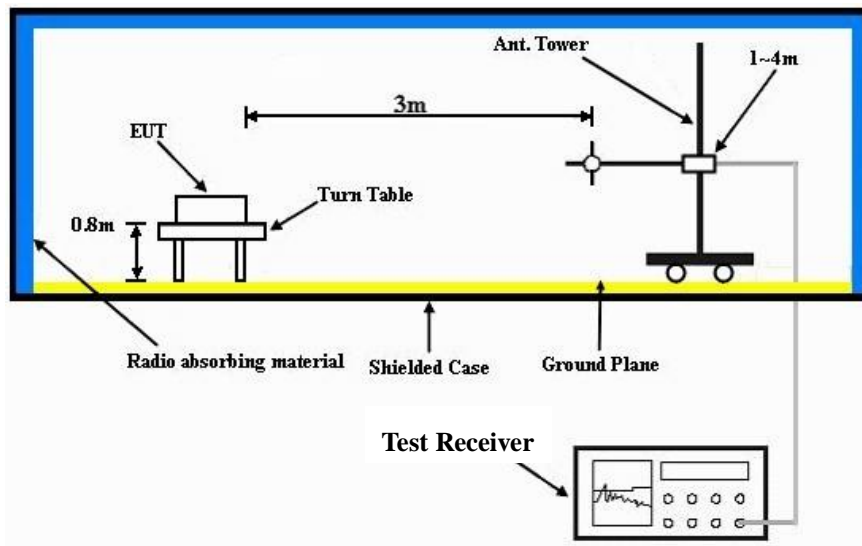 Ant. Tower
1~4m
3m
EUT
Turn Table
0.8m
Radio absorbing material
Shielded Case
Ground Plane
Test Receiver